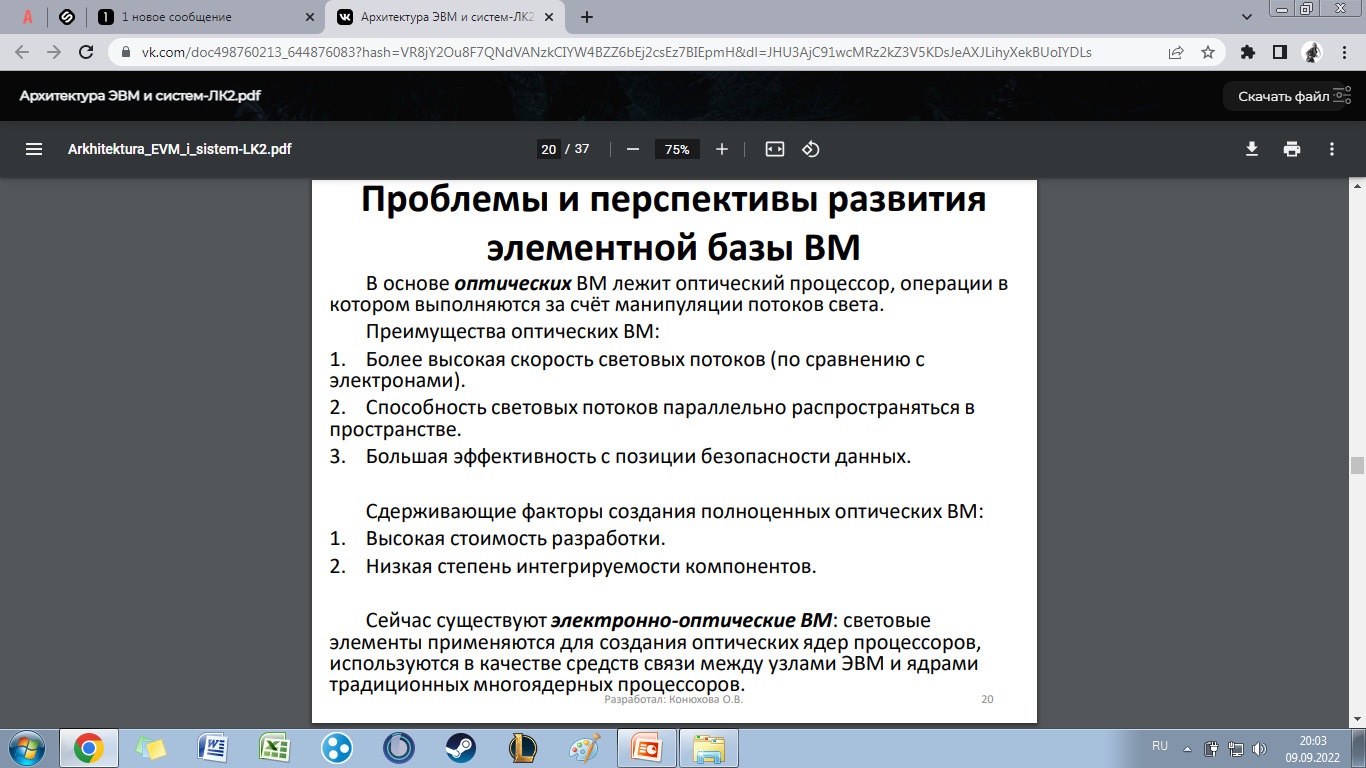 1 новое сообщение
Архитектура ЭВМ и систем-ЛК2
vk.com/doc498760213_644876083?hash=VR8jY2Ou8F7QNdVANzkCIYW4BZZ6bEj2csEz7BIEpmH&dl=JHU3AjC91wcMRz2kZ3V5KDsJeAXJLihyXekBUoIYDLs
Архитектура ЭВМ и систем-ЛК2.pdf
Скачать файл
Arkhitektura_EVM_i_sistem-LK2.pdf
20 / 37
75%
Проблемы и перспективы развития
элементной базы ВМ
В основе оптических ВМ лежит оптический процессор, операции в
котором выполняются за счёт манипуляции потоков света.
Преимущества оптических ВМ:
1. Более высокая скорость световых потоков (по сравнению с
электронами).
2. Способность световых потоков параллельно распространяться в
пространстве.
3. Большая эффективность с позиции безопасности данных.
Сдерживающие факторы создания полноценных оптических ВМ:
1. Высокая стоимость разработки.
2. Низкая степень интегрируемости компонентов.
Сейчас существуют электронно-оптические ВМ: световые
элементы применяются для создания оптических ядер процессоров,
используются в качестве средств связи между узлами ЭВМ и ядрами
традиционных многоядерных процессоров.
Разработал: Конюхова О.В.
20
RU
20:03
09.09.2022